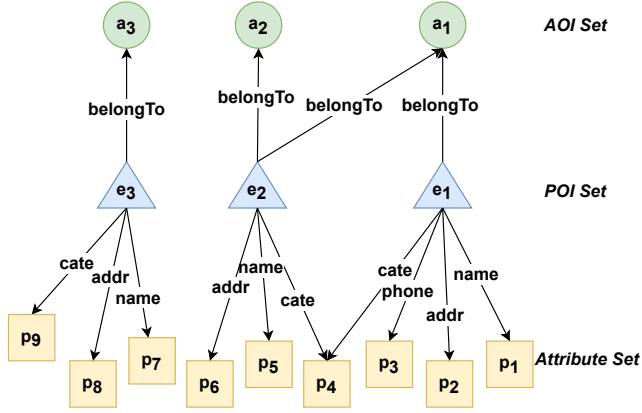 a3 a2 a1 AOI Set
belongTo belongTo belongTo belongTo
e3 e2 e1 POI Set
cate addr name addr name cate cate phone addr name
p9 p8 p7 p6 p5 p4 p3 p2 p1 Attribute Set